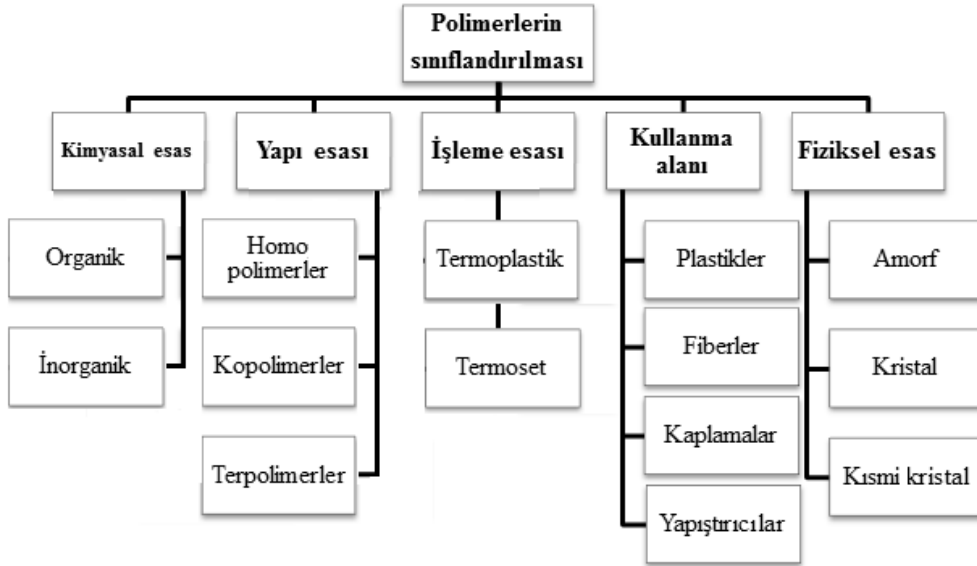 Polimerlerin
sınıflandırılması
Kimyasal esas
Yapı esası
İşleme esası
Kullanma
alanı
Fiziksel esas
Organik
İnorganik
Homo
polimerler
Kopolimerler
Terpolimerler
Termoplastik
Termoset
Plastikler
Fiberler
Kaplamalar
Yapıştırıcılar
Amorf
Kristal
Kısmi kristal